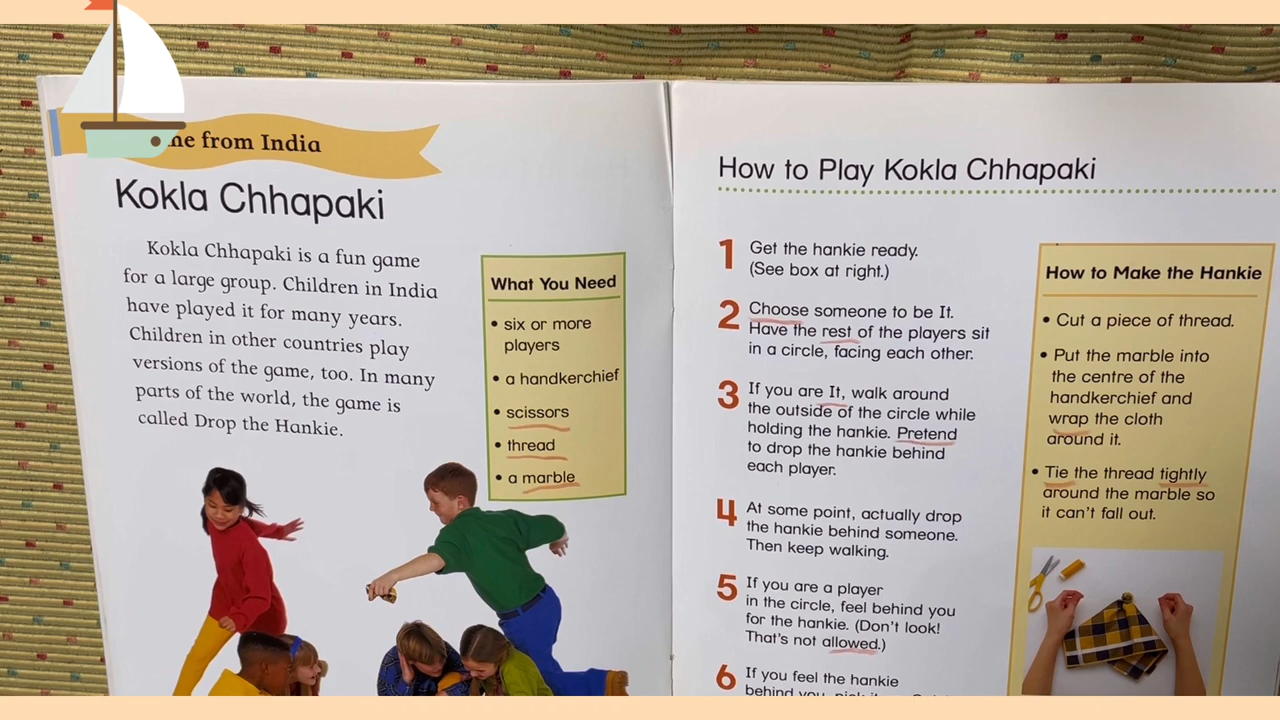 from India
Kokla Chhapaki
Kokla Chhapaki is a fun game
for a large group. Children in India
have played it for many years.
Children in other countries play
versions of the game, too. In many
parts of the world, the game is
called Drop the Hankie.
What You Need
• six or more
players
• a handkerchief
• scissors
• thread
• a marble
How to Play Kokla Chhapaki
1 Get the hankie ready.
(See box at right.)
2 Choose someone to be It.
Have the rest of the players sit
in a circle, facing each other.
3 If you are It, walk around
the outside of the circle while
holding the hankie. Pretend
to drop the hankie behind
each player.
4 At some point, actually drop
the hankie behind someone.
Then keep walking.
5 If you are a player
in the circle, feel behind you
for the hankie. (Don't look!
That's not allowed.)
6 If you feel the hankie
behind you,
How to Make the Hankie
• Cut a piece of thread.
• Put the marble into
the centre of the
handkerchief and
wrap the cloth
around it.
• Tie the thread tightly
around the marble so
it can't fall out.